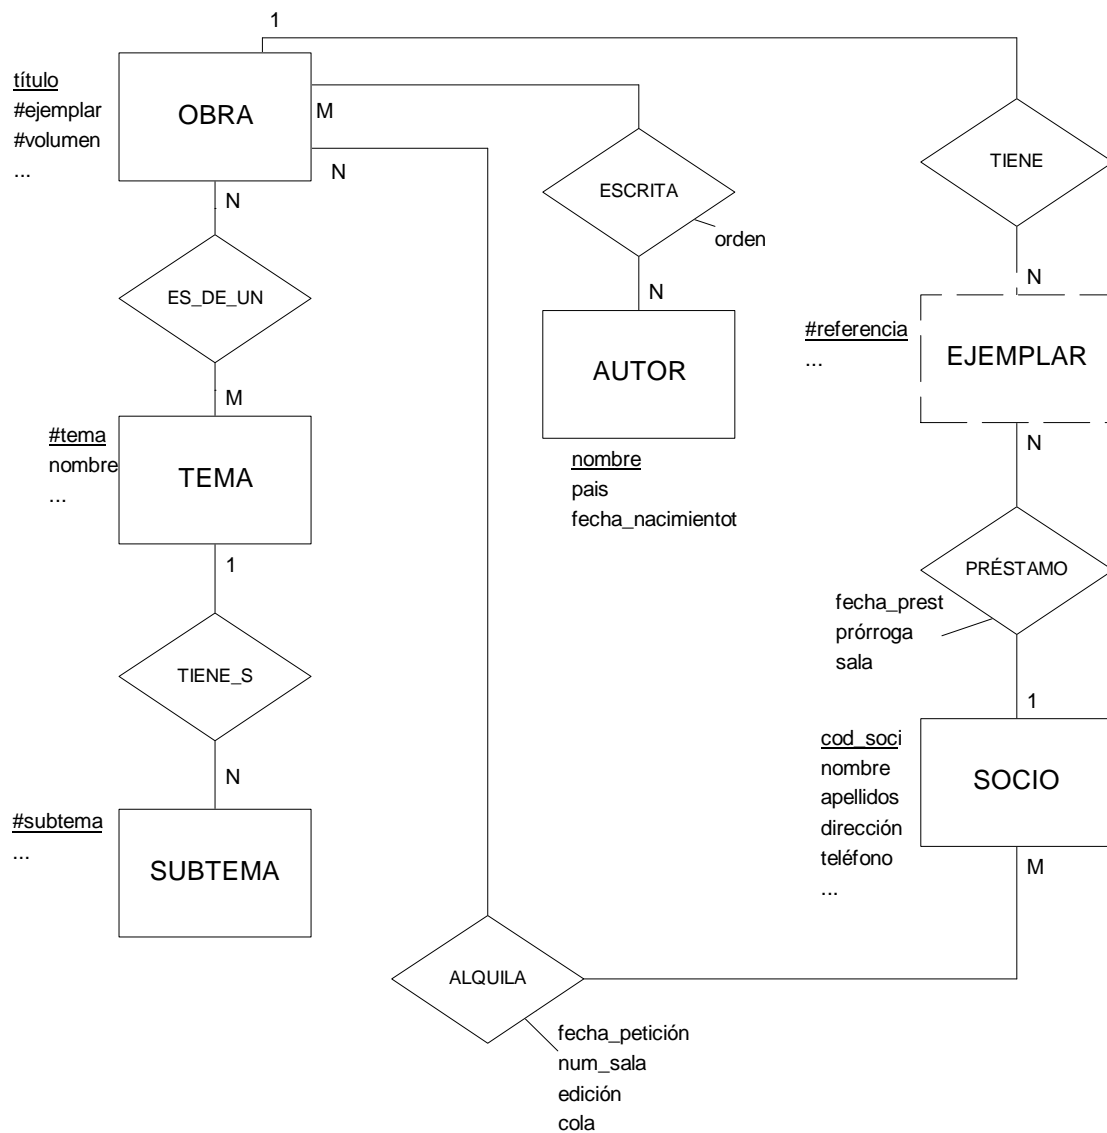 1
título
#ejemplar
#volumen
...
OBRA
M
N
N
TIENE
ESCRITA
orden
ES_DE_UN
N
N
#referencia
...
EJEMPLAR
AUTOR
M
#tema
nombre
...
TEMA
N
nombre
pais
fecha_nacimientot
1
PRÉSTAMO
fecha_prest
prórroga
sala
TIENE_S
1
cod_soci
nombre
apellidos
dirección
teléfono
...
SOCIO
N
#subtema
...
SUBTEMA
M
ALQUILA
fecha_petición
num_sala
edición
cola